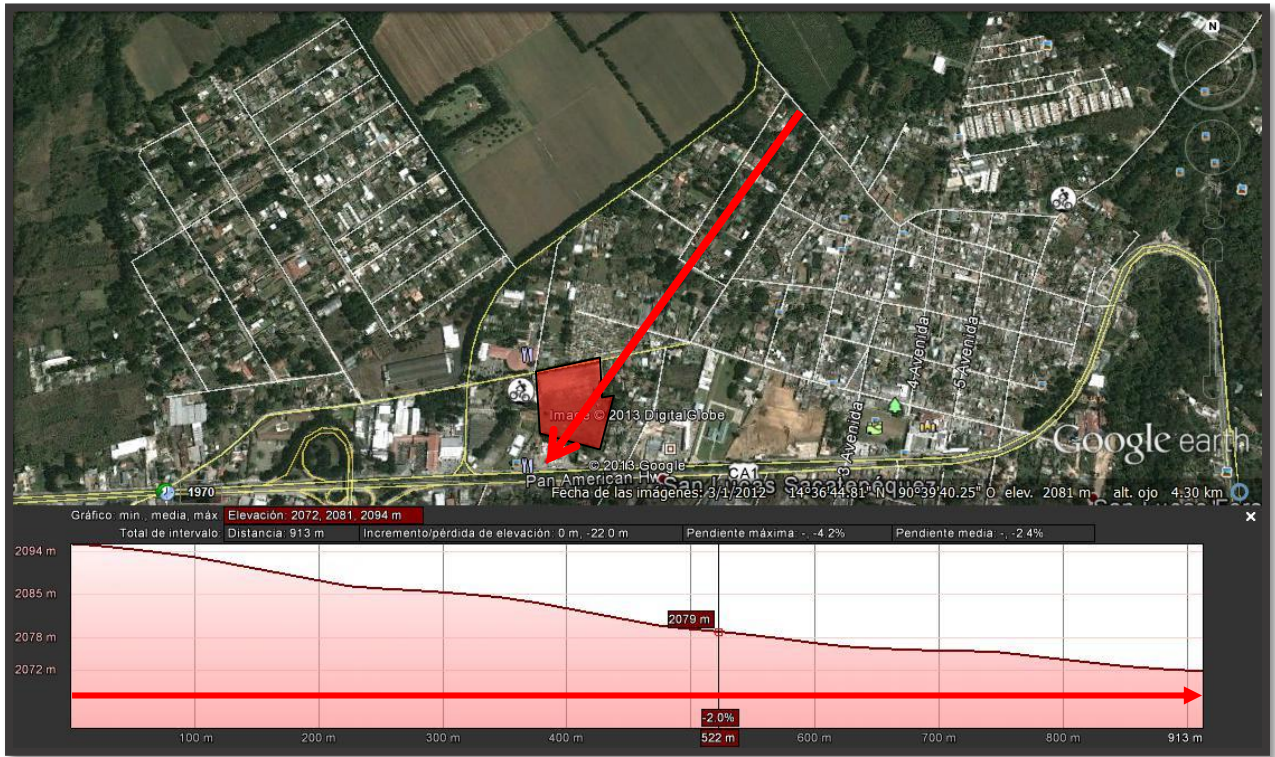 N
4 Avenida
5 Avenida
3 Avenida
Image © 2013 DigitalGlobe
Google earth
© 2013 Google
Pan American Hw
CA1
San Lucas Sacatepéquez
1970
Fecha de las imágenes: 3/1/2012 14°36'44.81" N 90°39'40.25" O elev. 2081 m alt. ojo 4.30 km
Gráfico: min., media, máx. Elevación: 2072, 2081, 2094 m
Total de intervalo: Distancia: 913 m Incremento/pérdida de elevación: 0 m, -22.0 m Pendiente máxima: -, -4.2% Pendiente media: -, -2.4%
2094 m
2085 m
2078 m
2072 m
2079 m
-2.0%
100 m 200 m 300 m 400 m 522 m 600 m 700 m 800 m 913 m